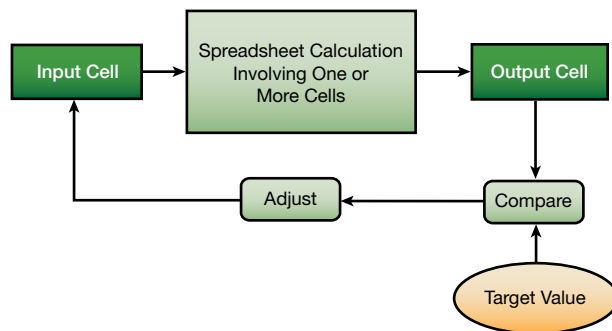 Input Cell
Spreadsheet Calculation
Involving One or
More Cells
Output Cell
Adjust
Compare
Target Value